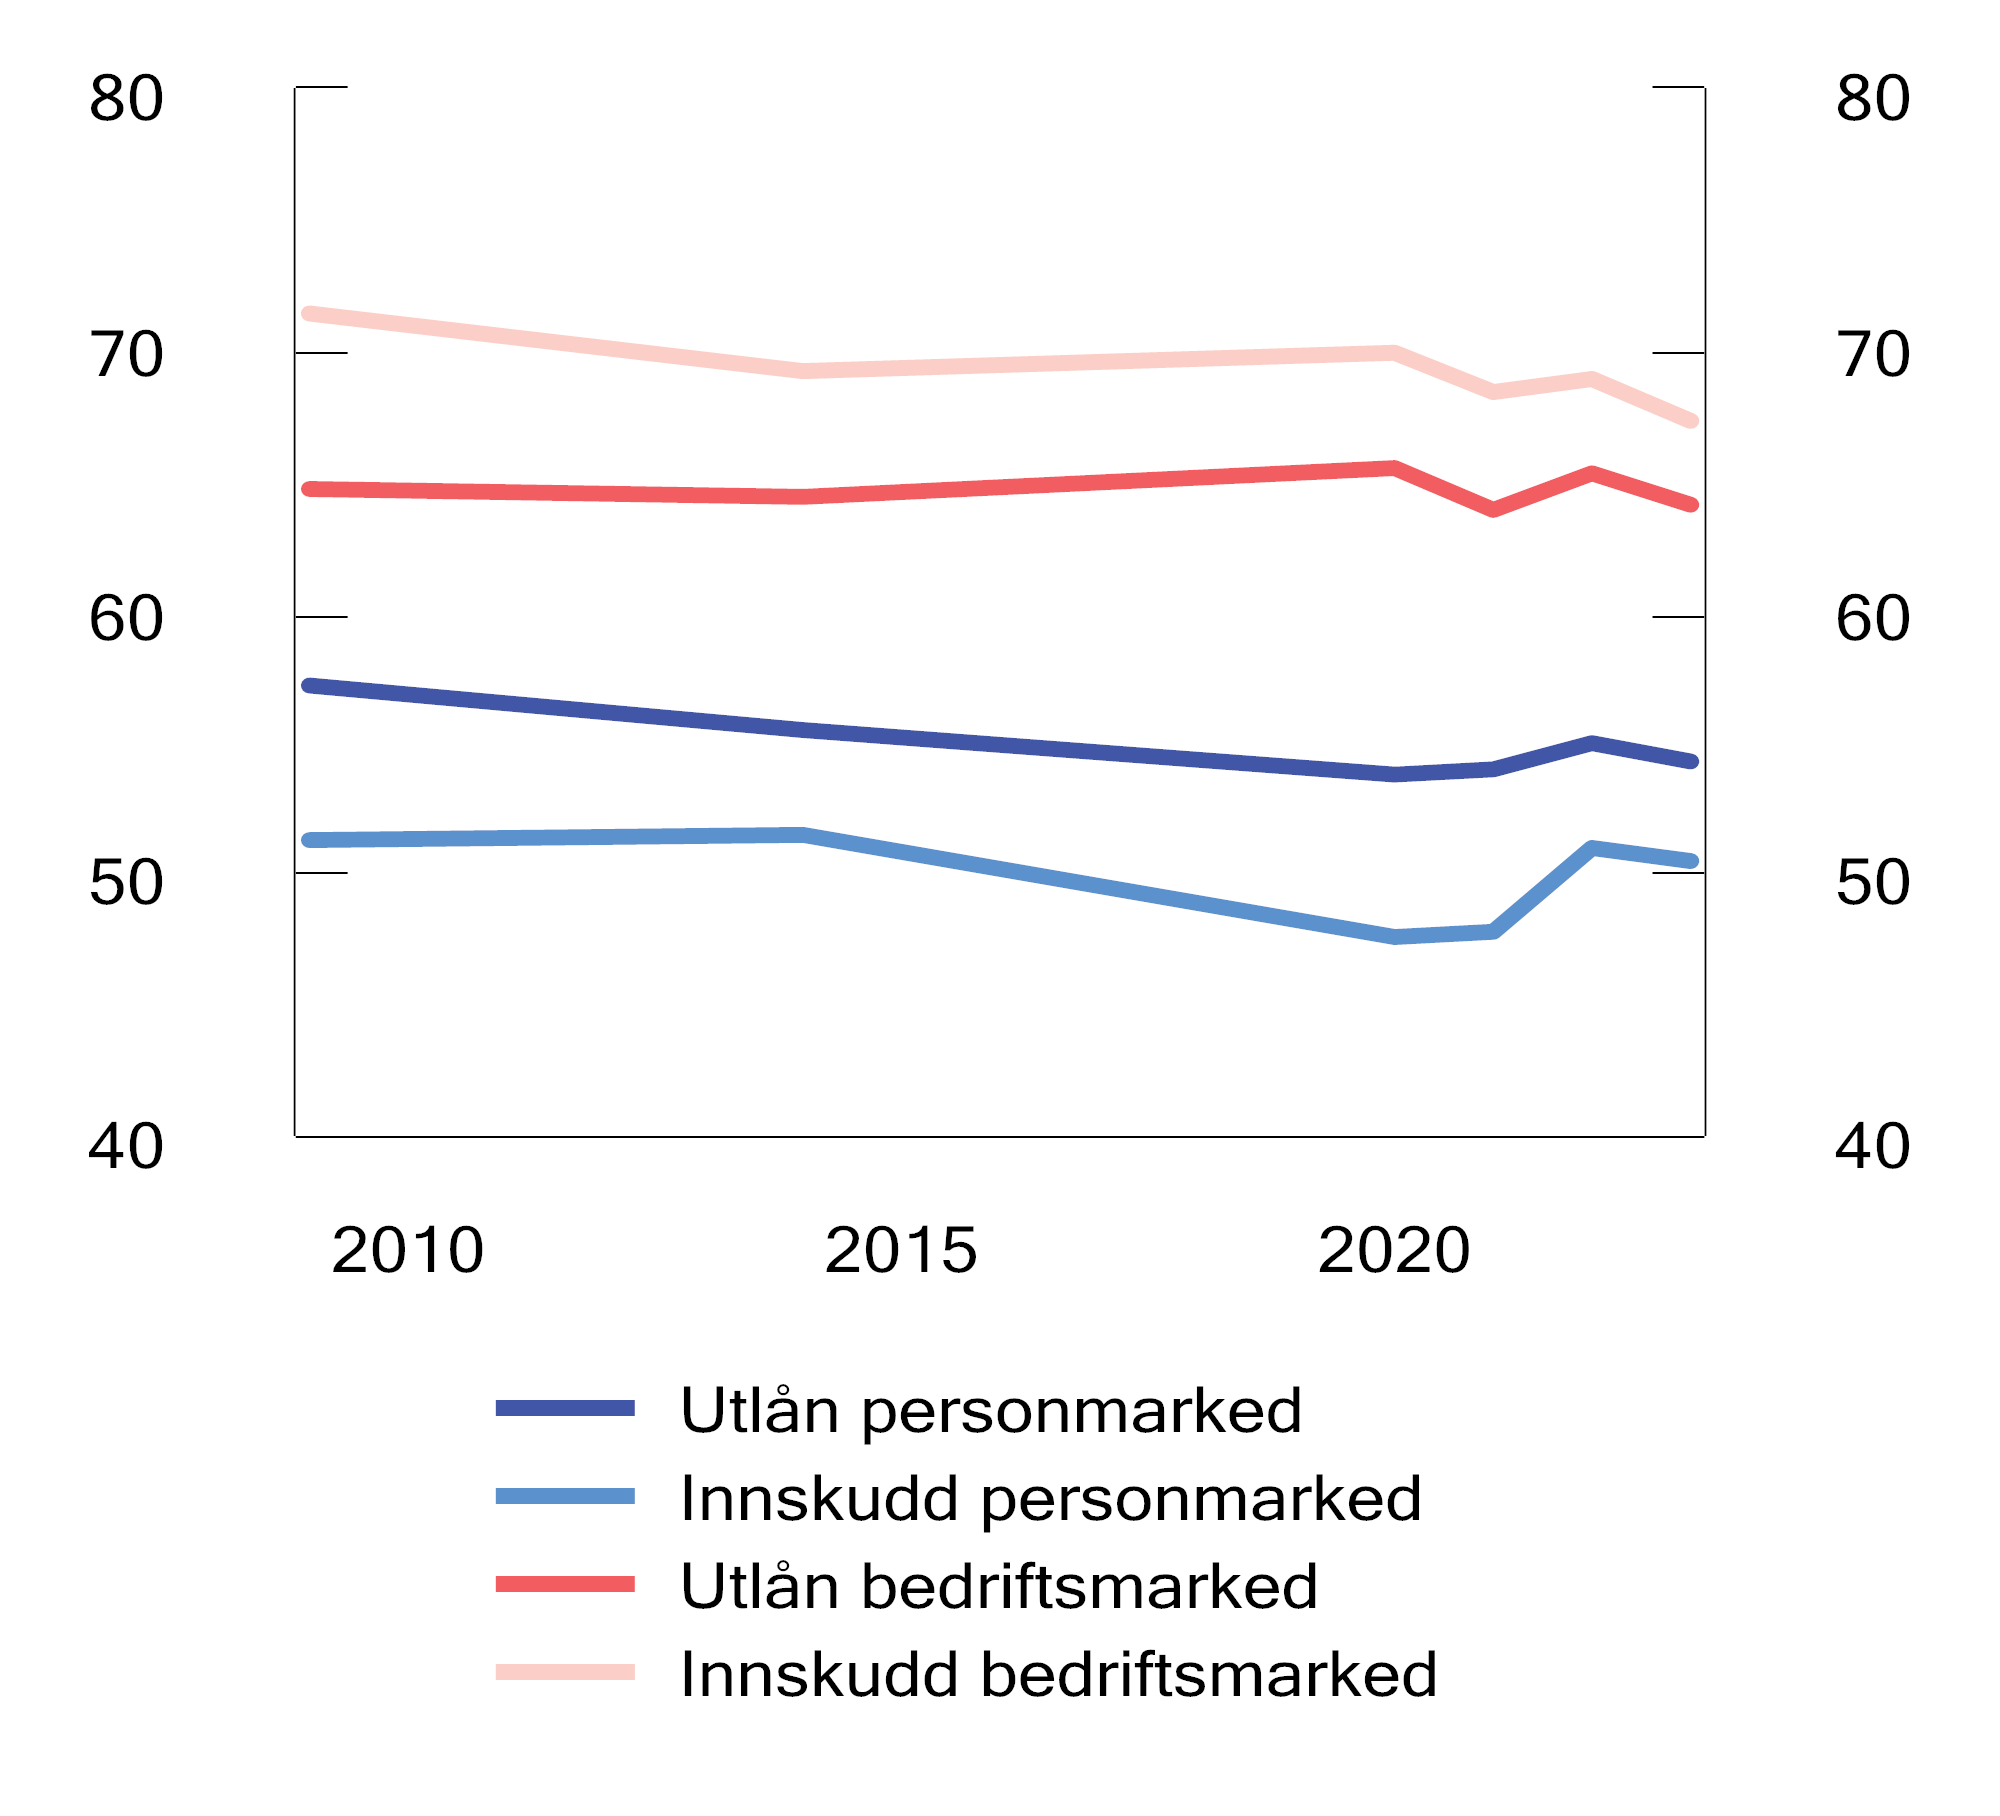 80 80
70 70
60 60
50 50
40 40
2010 2015 2020
Utlån personmarked
Innskudd personmarked
Utlån bedriftsmarked
Innskudd bedriftsmarked